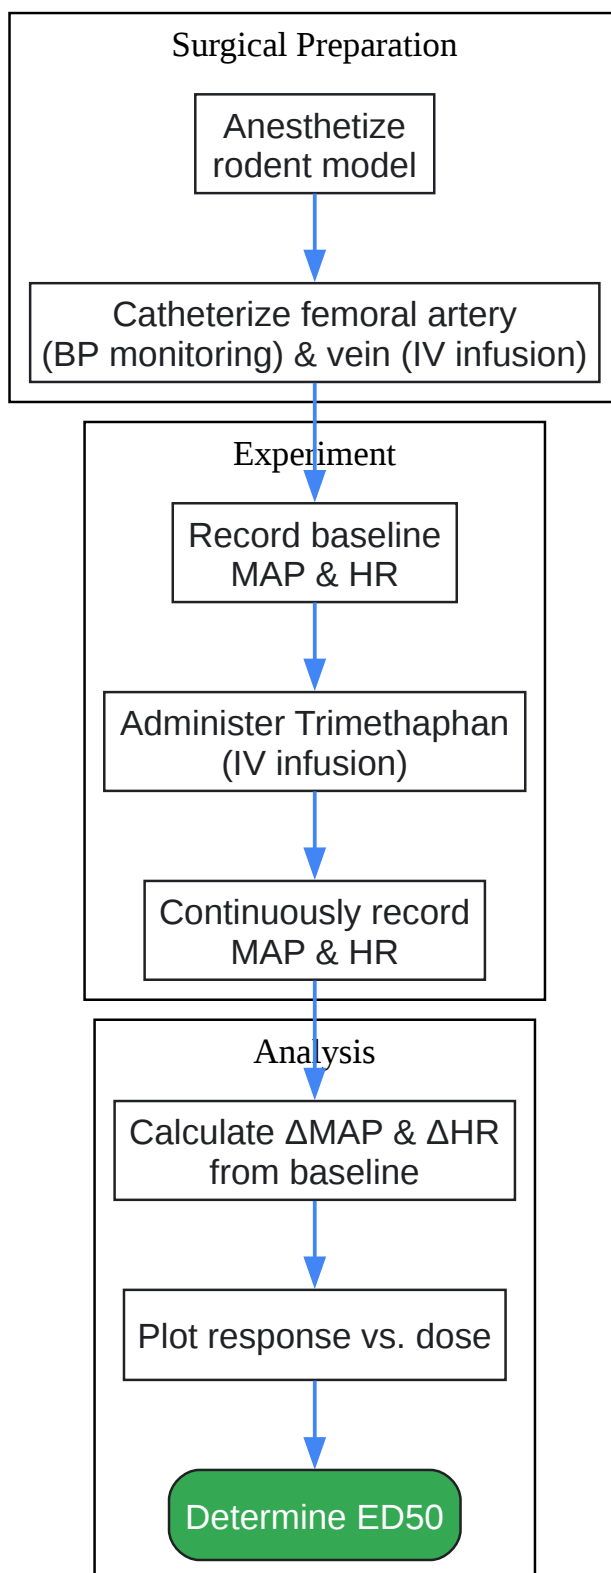 Surgical Preparation
Anesthetize
rodent model
Catheterize femoral artery
(BP monitoring) & vein (IV infusion)
Experiment
Record baseline
MAP & HR
Administer Trimethaphan
(IV infusion)
Continuously record
MAP & HR
Analysis
Calculate ΔMAP & ΔHR
from baseline
Plot response vs. dose
Determine ED50